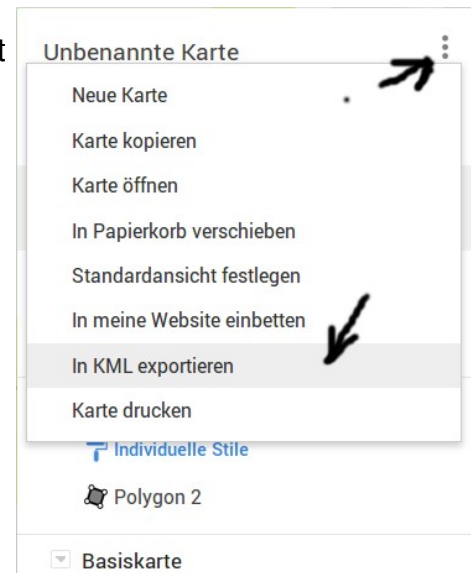 t
Unbenannte Karte
Neue Karte
Karte kopieren
Karte öffnen
In Papierkorb verschieben
Standardansicht festlegen
In meine Website einbetten
In KML exportieren
Karte drucken
Individuelle Stile
Polygon 2
Basiskarte